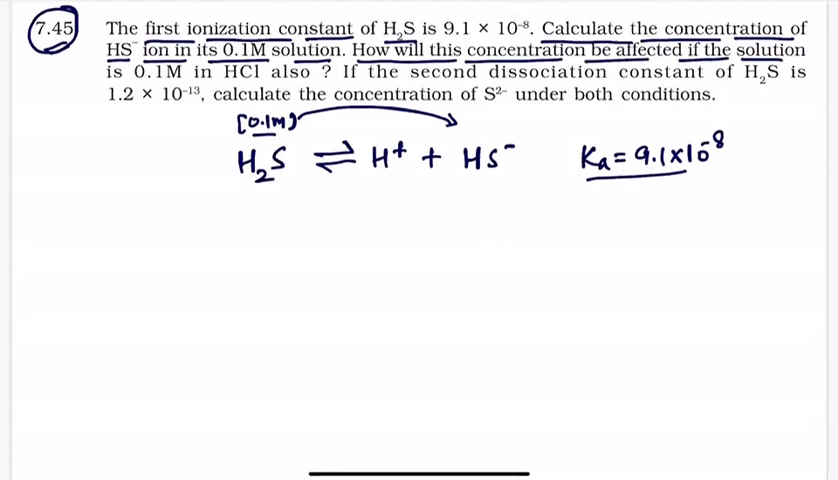 7.45 The first ionization constant of H₂S is 9.1 × 10⁻⁸. Calculate the concentration of
HS⁻ ion in its 0.1M solution. How will this concentration be affected if the solution
is 0.1M in HCl also ? If the second dissociation constant of H₂S is
1.2 × 10⁻¹³, calculate the concentration of S²⁻ under both conditions.
[0.1M]
H₂S ⇌ H⁺ + HS⁻ Ka = 9.1×10⁻⁸